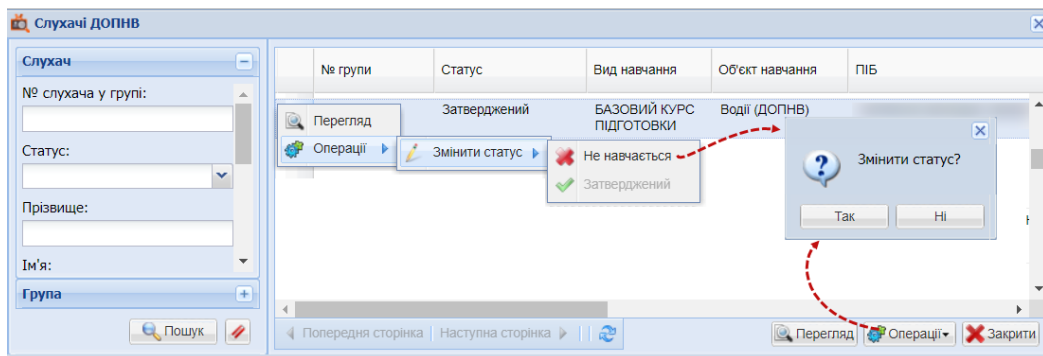 Слухачі ДОПНВ
Слухач
№ слухача у групі:
Статус:
Прізвище:
Ім'я:
Група
Пошук
№ групи
Статус
Вид навчання
Об'єкт навчання
ПІБ
Затверджений
БАЗОВИЙ КУРС
ПІДГОТОВКИ
Водії (ДОПНВ)
Перегляд
Операції
Змінити статус
Не навчається
Затверджений
Змінити статус?
Так
Ні
Попередня сторінка
Наступна сторінка
Перегляд
Операції
Закрити